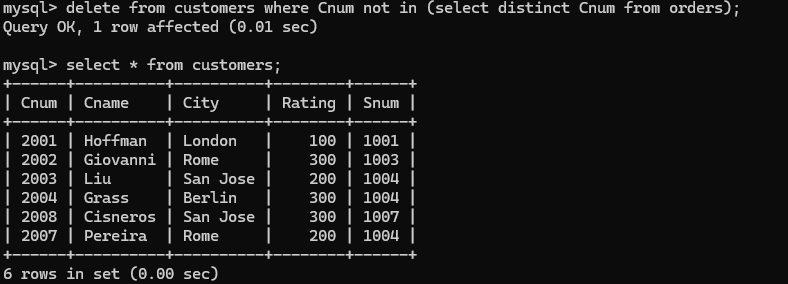 mysql> delete from customers where Cnum not in (select distinct Cnum from orders);
Query OK, 1 row affected (0.01 sec)

mysql> select * from customers;
+------+----------+----------+--------+------+
| Cnum | Cname    | City     | Rating | Snum |
+------+----------+----------+--------+------+
| 2001 | Hoffman  | London   |    100 | 1001 |
| 2002 | Giovanni | Rome     |    300 | 1003 |
| 2003 | Liu      | San Jose |    200 | 1004 |
| 2004 | Grass    | Berlin   |    300 | 1004 |
| 2008 | Cisneros | San Jose |    300 | 1007 |
| 2007 | Pereira  | Rome     |    200 | 1004 |
+------+----------+----------+--------+------+
6 rows in set (0.00 sec)